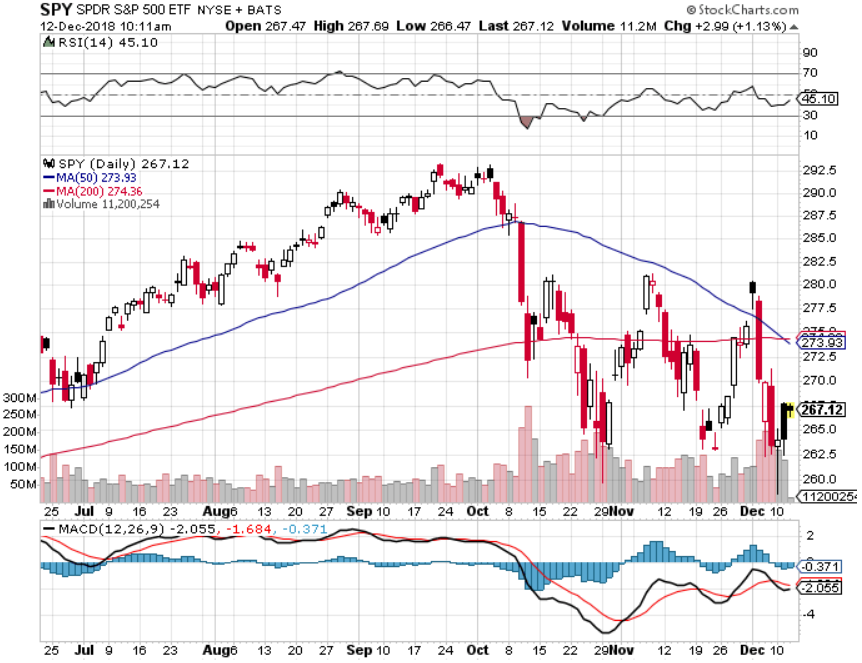 SPY SPDR S&P 500 ETF NYSE + BATS © StockCharts.com
12-Dec-2018 10:11am Open 267.47 High 267.69 Low 266.47 Last 267.12 Volume 11.2M Chg +2.99 (+1.13%)
RSI(14) 45.10
90
70
45.10
30
10
SPY (Daily) 267.12
MA(50) 273.93
MA(200) 274.36
Volume 11,200,254
292.5
290.0
287.5
285.0
282.5
280.0
277.5
275.0
273.93
272.5
270.0
267.12
265.0
262.5
260.0
11200254
300M
250M
200M
150M
100M
50M
25 Jul 9 16 23 Aug 6 13 20 27 Sep 10 17 24 Oct 8 15 22 29 Nov 12 19 26 Dec 10
MACD(12,26,9) -2.055, -1.684, -0.371
2
-0.371
-2.055
-4
25 Jul 9 16 23 Aug 6 13 20 27 Sep 10 17 24 Oct 8 15 22 29 Nov 12 19 26 Dec 10